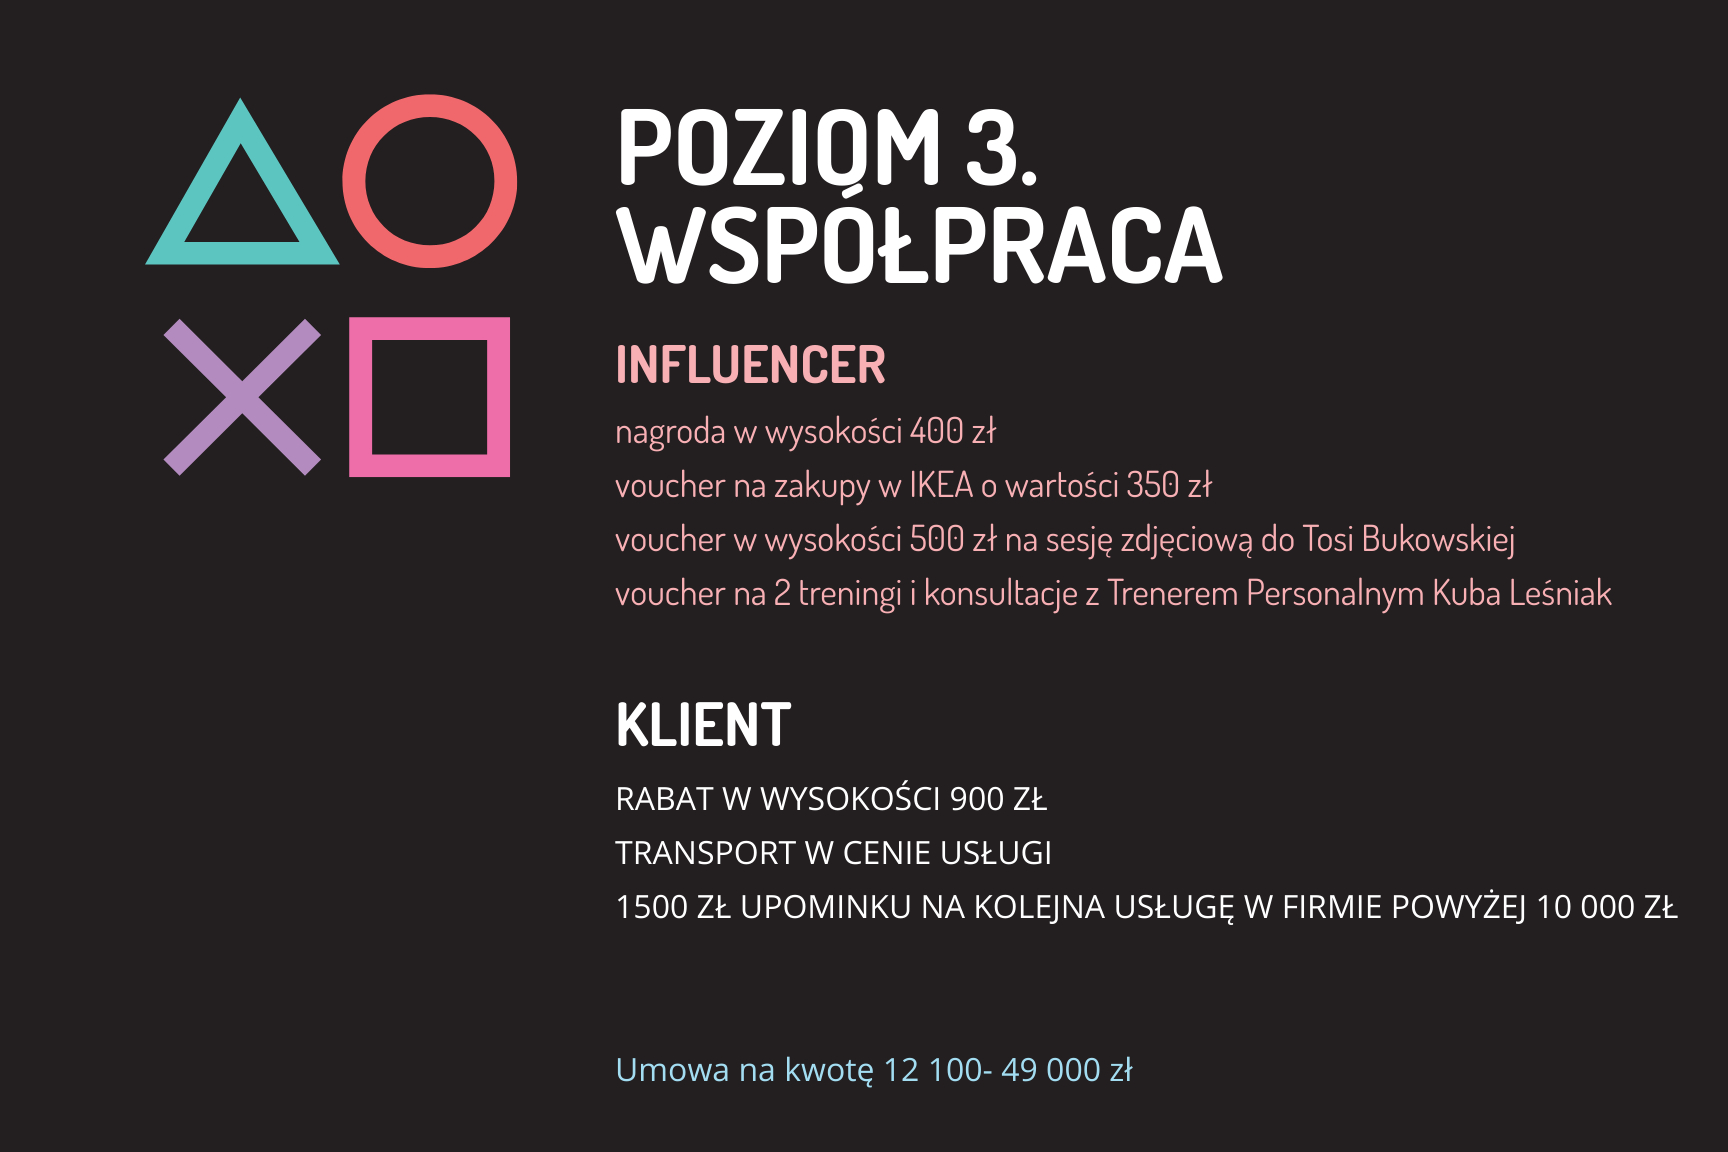 POZIOM 3.
WSPÓŁPRACA
INFLUENCER
nagroda w wysokości 400 zł
voucher na zakupy w IKEA o wartości 350 zł
voucher w wysokości 500 zł na sesję zdjęciową do Tosi Bukowskiej
voucher na 2 treningi i konsultacje z Trenerem Personalnym Kuba Leśniak
KLIENT
RABAT W WYSOKOŚCI 900 ZŁ
TRANSPORT W CENIE USŁUGI
1500 ZŁ UPOMINKU NA KOLEJNA USŁUGĘ W FIRMIE POWYŻEJ 10 000 ZŁ
Umowa na kwotę 12 100- 49 000 zł